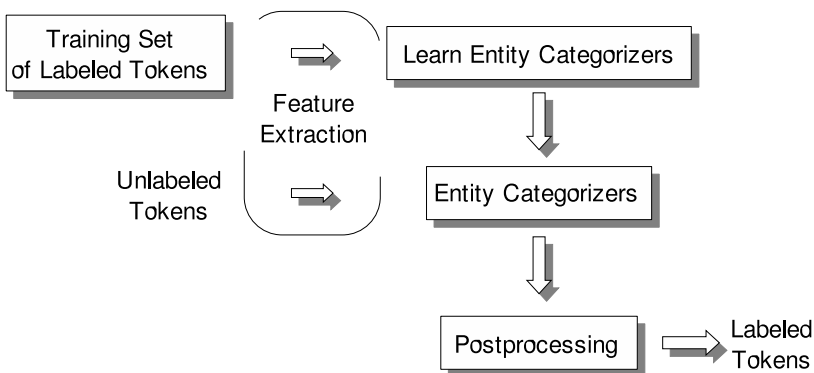 Training Set
of Labeled Tokens
Learn Entity Categorizers
Feature
Extraction
Unlabeled
Tokens
Entity Categorizers
Postprocessing
Labeled
Tokens